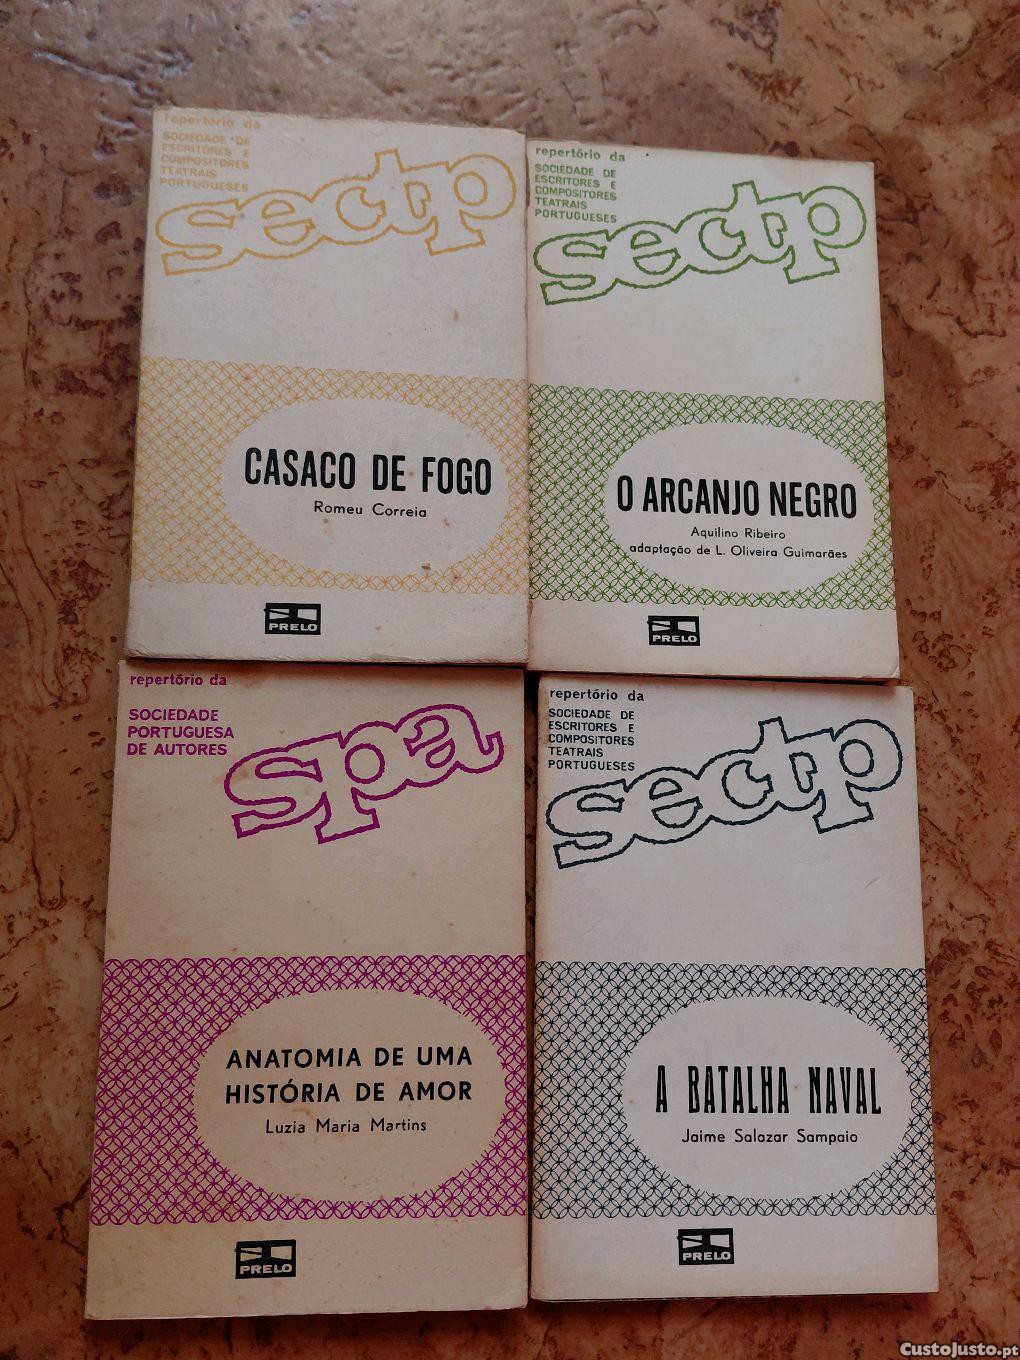 repertório da
SOCIEDADE DE
ESCRITORES E
COMPOSITORES
TEATRAIS
PORTUGUESES
sectp
CASACO DE FOGO
Romeu Correia
PRELO
repertório da
SOCIEDADE DE
ESCRITORES E
COMPOSITORES
TEATRAIS
PORTUGUESES
sectp
O ARCANJO NEGRO
Aquilino Ribeiro
adaptação de L. Oliveira Guimarães
PRELO
repertório da
SOCIEDADE
PORTUGUESA
DE AUTORES
spa
ANATOMIA DE UMA
HISTÓRIA DE AMOR
Luzia Maria Martins
PRELO
repertório da
SOCIEDADE DE
ESCRITORES E
COMPOSITORES
TEATRAIS
PORTUGUESES
sectp
A BATALHA NAVAL
Jaime Salazar Sampaio
PRELO
CustoJusto.pt